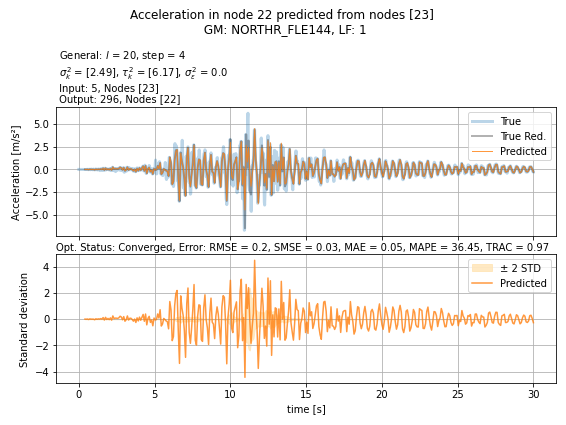 Acceleration in node 22 predicted from nodes [23]
GM: NORTHR_FLE144, LF: 1
General: l = 20, step = 4
σ_k² = [2.49], τ_k² = [6.17], σ_ε² = 0.0
Input: 5, Nodes [23]
Output: 296, Nodes [22]
Acceleration [m/s²]
5.0
2.5
0.0
−2.5
−5.0
True
True Red.
Predicted
Opt. Status: Converged, Error: RMSE = 0.2, SMSE = 0.03, MAE = 0.05, MAPE = 36.45, TRAC = 0.97
Standard deviation
4
2
0
−2
−4
± 2 STD
Predicted
0 5 10 15 20 25 30
time [s]